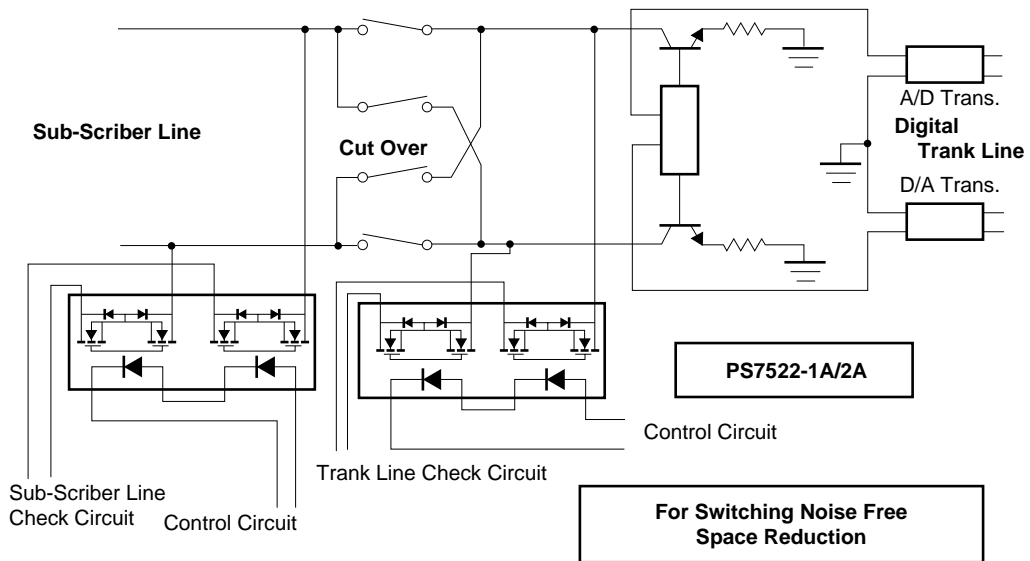 A/D Trans.
Digital
Trank Line
Sub-Scriber Line
Cut Over
D/A Trans.
PS7522-1A/2A
Control Circuit
Trank Line Check Circuit
Sub-Scriber Line
Check Circuit
Control Circuit
For Switching Noise Free
Space Reduction